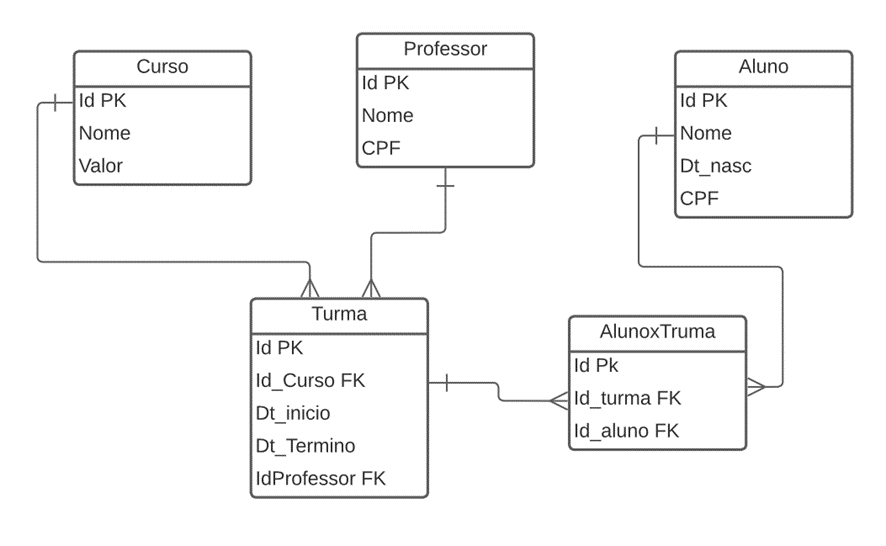 Curso
Id PK
Nome
Valor
Professor
Id PK
Nome
CPF
Aluno
Id PK
Nome
Dt_nasc
CPF
Turma
Id PK
Id_Curso FK
Dt_inicio
Dt_Termino
IdProfessor FK
AlunoxTruma
Id Pk
Id_turma FK
Id_aluno FK